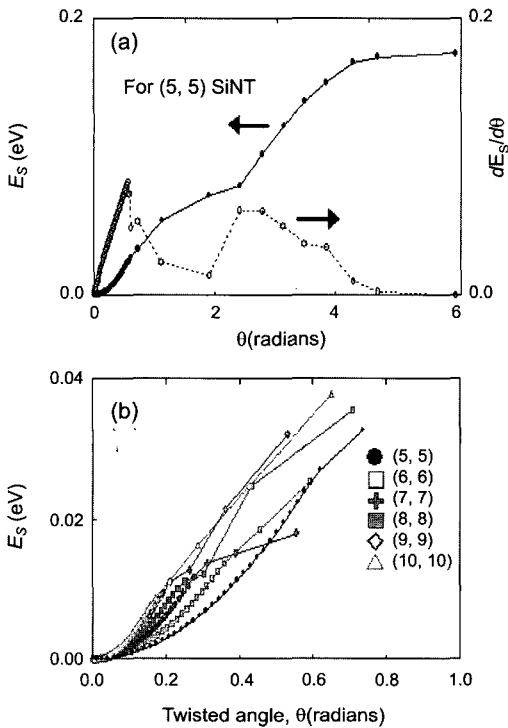 0.2
0.2
(a)
For (5, 5) SiNT
E_S (eV)
dE_S/dθ
0.0
0.0
0
2
4
6
θ(radians)
0.04
(b)
(5, 5)
(6, 6)
(7, 7)
(8, 8)
(9, 9)
(10, 10)
E_S (eV)
0.02
0.00
0.0
0.2
0.4
0.6
0.8
1.0
Twisted angle, θ(radians)